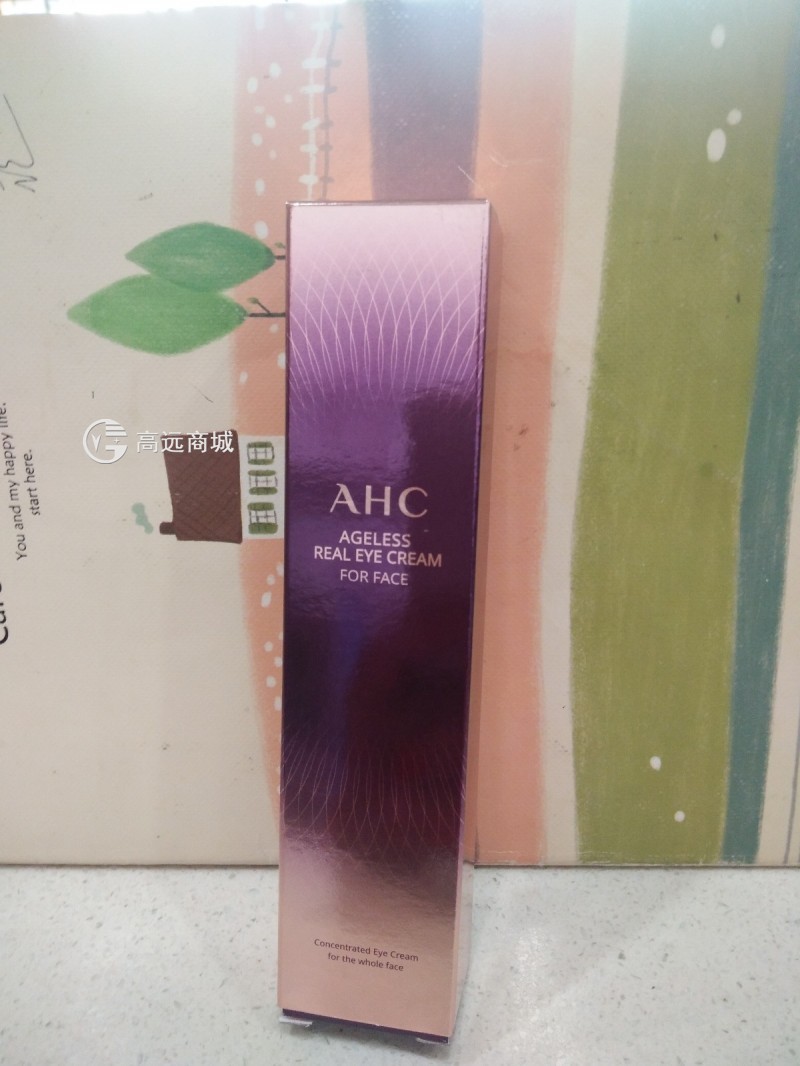 高远商城
You and my happy life.
start here.
AHC
AGELESS
REAL EYE CREAM
FOR FACE
Concentrated Eye Cream
for the whole face